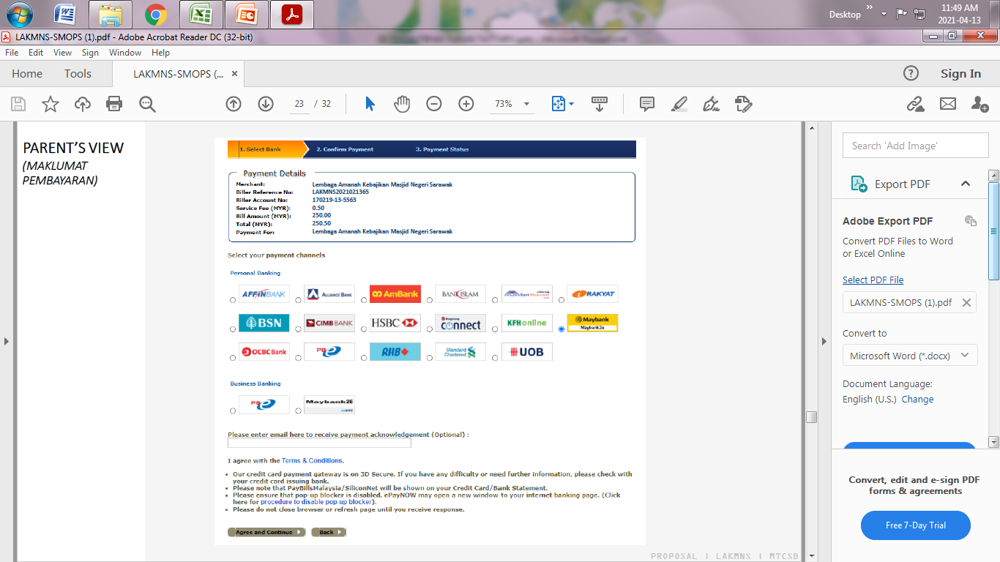 11:49 AM
Desktop
2021-04-13
LAKMNS-SMOPS (1).pdf - Adobe Acrobat Reader DC (32-bit)
File Edit View Sign Window Help
Home Tools LAKMNS-SMOPS (... × Sign In
23 / 32 73%
PARENT'S VIEW
(MAKLUMAT
PEMBAYARAN)
1. Select Bank 2. Confirm Payment 3. Payment Status
Payment Details
Merchant: Lembaga Amanah Kebajikan Masjid Negeri Sarawak
Biller Reference No: LAKMNS2021021365
Biller Account No: 170219-13-5563
Service Fee (MYR): 0.50
Bill Amount (MYR): 250.00
Total (MYR): 250.50
Payment For: Lembaga Amanah Kebajikan Masjid Negeri Sarawak
Select your payment channels
Personal Banking
AFFINBANK ALLIANCE BANK AmBank BANK ISLAM Bank Muamalat RAKYAT
BSN CIMB BANK HSBC HongLeong Connect KFH online Maybank
Maybank2u
OCBC Bank PBe RHB Standard Chartered UOB
Business Banking
PBe Maybank2E
Please enter email here to receive payment acknowledgement (Optional) :
I agree with the Terms & Conditions.
• Our credit card payment gateway is on 3D Secure. If you have any difficulty or need further information, please check with
your credit card issuing bank.
• Please note that PayBillsMalaysia/SiliconNet will be shown on your Credit Card/Bank Statement.
• Please ensure that pop-up blocker is disabled. ePayNOW may open a new window to your internet banking page. (Click
here for procedure to disable pop-up blocker).
• Please do not close browser or refresh page until you receive response.
Agree and Continue Back
PROPOSAL | LAKMNS | MTCSB
Search 'Add Image'
Export PDF
Adobe Export PDF
Convert PDF Files to Word
or Excel Online
Select PDF File
LAKMNS-SMOPS (1).pdf
Convert to
Microsoft Word (*.docx)
Document Language:
English (U.S.) Change
Convert, edit and e-sign PDF
forms & agreements
Free 7-Day Trial